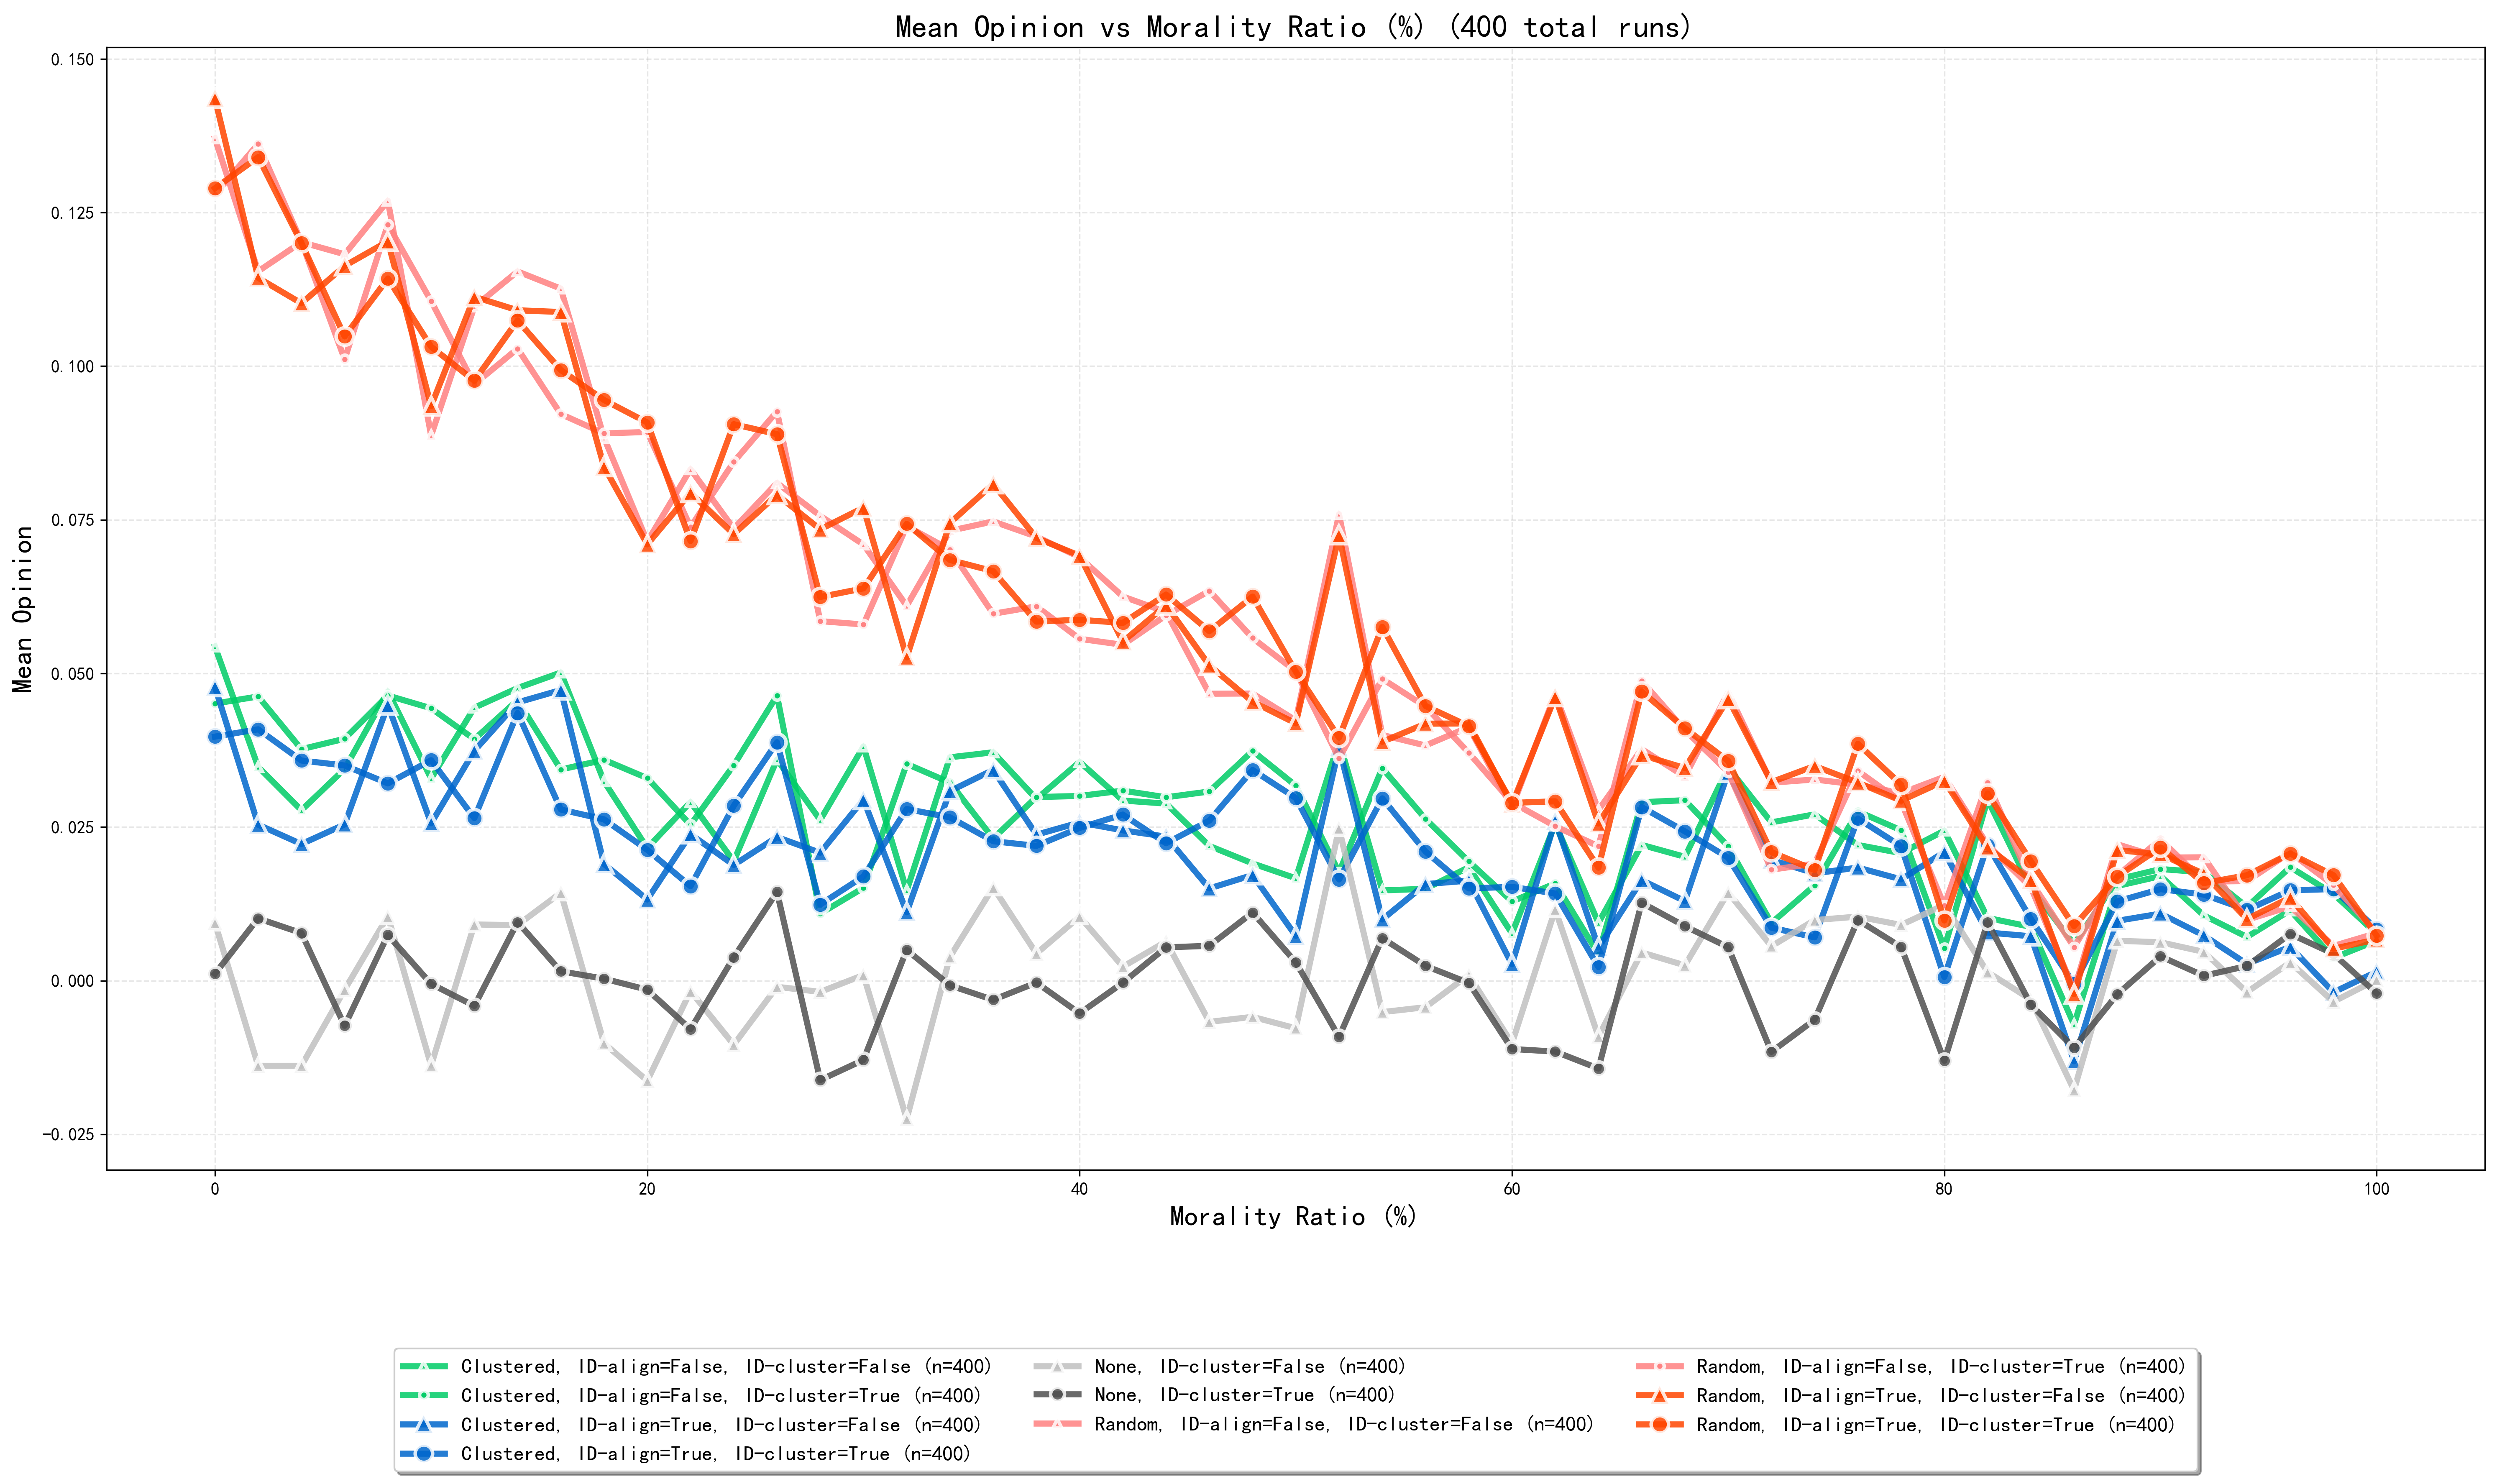 Mean Opinion vs Morality Ratio (%) (400 total runs)
0.150
0.125
0.100
0.075
0.050
0.025
0.000
-0.025
Mean Opinion
0 20 40 60 80 100
Morality Ratio (%)
Clustered, ID-align=False, ID-cluster=False (n=400)
Clustered, ID-align=False, ID-cluster=True (n=400)
Clustered, ID-align=True, ID-cluster=False (n=400)
Clustered, ID-align=True, ID-cluster=True (n=400)
None, ID-cluster=False (n=400)
None, ID-cluster=True (n=400)
Random, ID-align=False, ID-cluster=False (n=400)
Random, ID-align=False, ID-cluster=True (n=400)
Random, ID-align=True, ID-cluster=False (n=400)
Random, ID-align=True, ID-cluster=True (n=400)